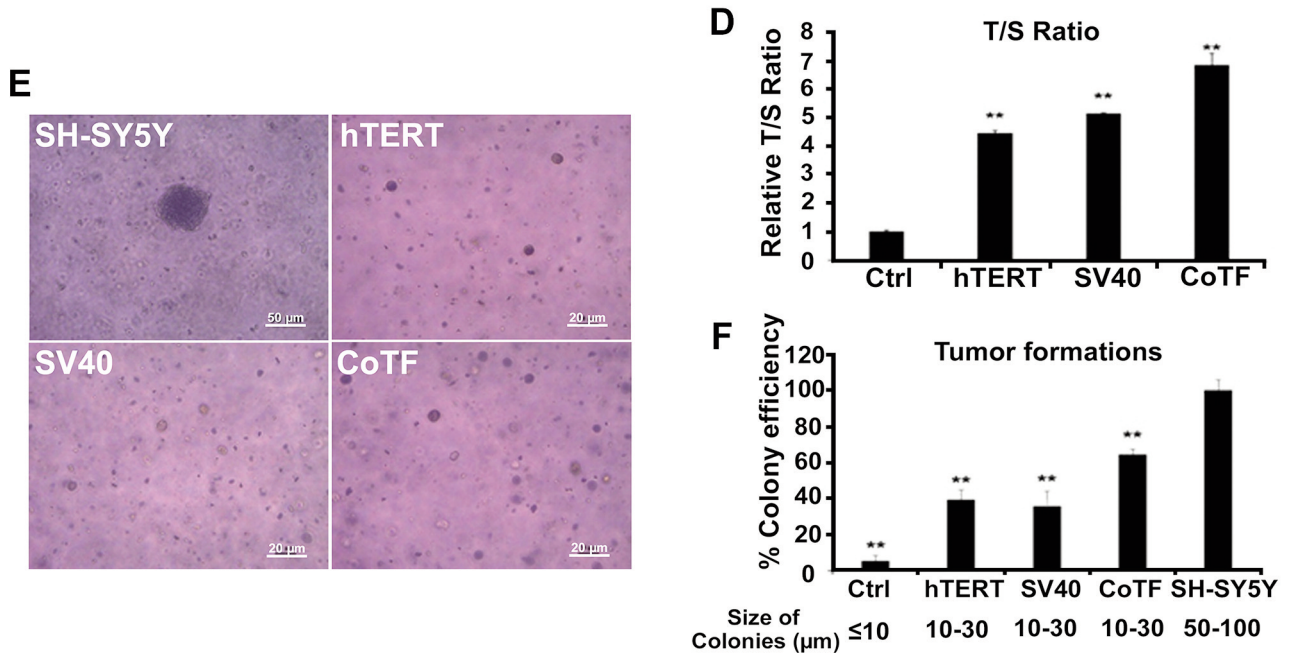 E
SH-SY5Y
50 µm
hTERT
20 µm
SV40
20 µm
CoTF
20 µm
D
T/S Ratio
Relative T/S Ratio
8
7
6
5
4
3
2
1
0
**
**
**
Ctrl hTERT SV40 CoTF
F
Tumor formations
% Colony efficiency
120
100
80
60
40
20
0
**
**
**
**
Ctrl hTERT SV40 CoTF SH-SY5Y
Size of
Colonies (µm) ≤10 10-30 10-30 10-30 50-100